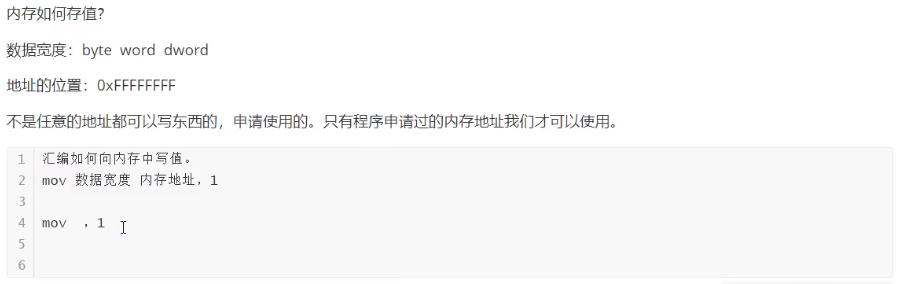 内存如何存值？
数据宽度：byte word dword
地址的位置：0xFFFFFFFF
不是任意的地址都可以写东西的，申请使用的。只有程序申请过的内存地址我们才可以使用。
1 汇编如何向内存中写值。
2 mov 数据宽度 内存地址，1
3
4 mov ，1
5
6